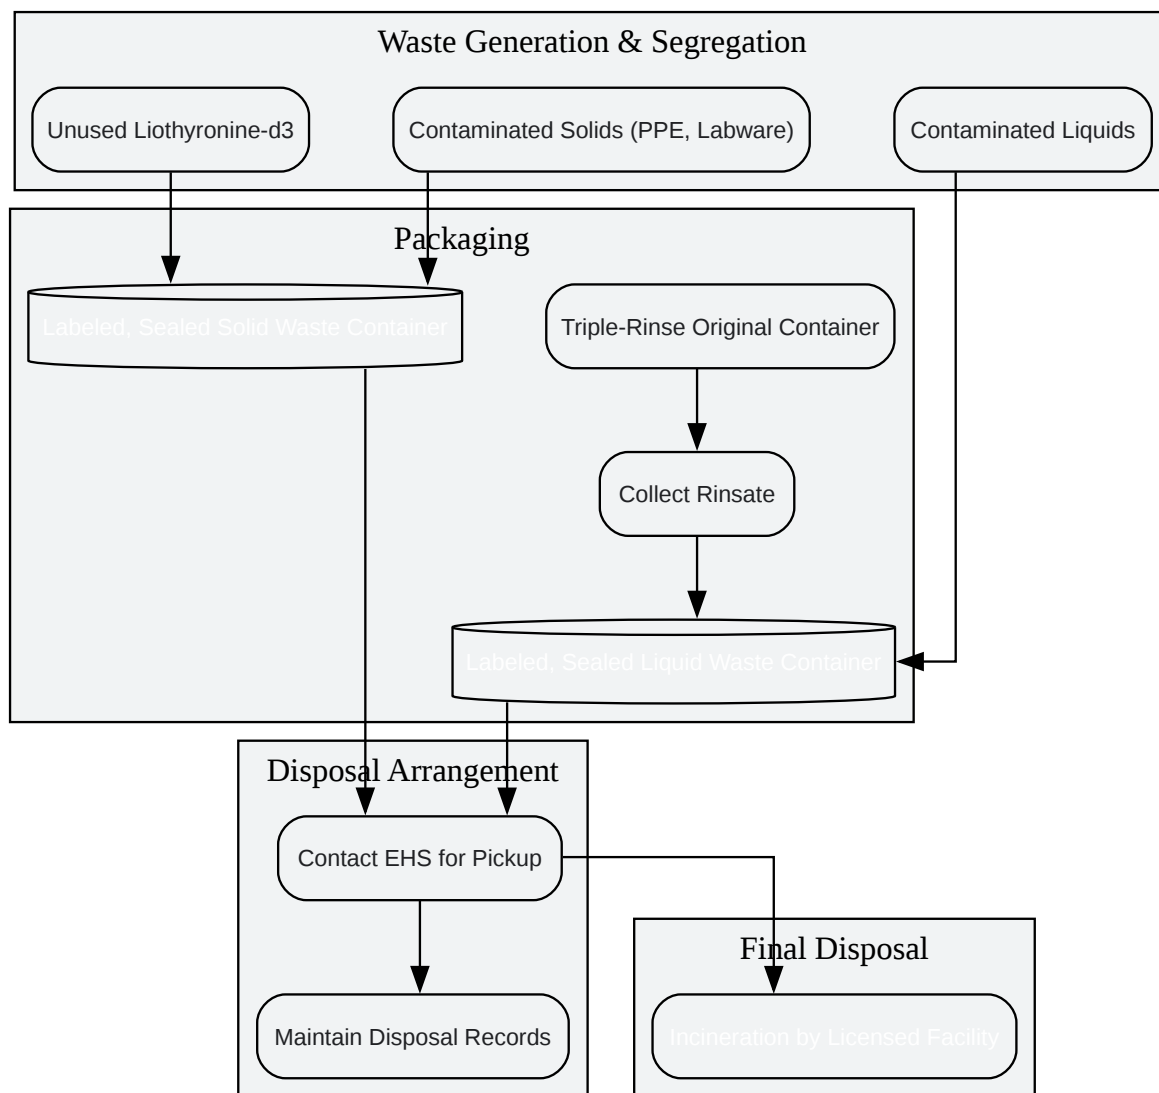 Waste Generation & Segregation
Unused Liothyronine-d3
Contaminated Solids (PPE, Labware)
Contaminated Liquids
Packaging
Labeled, Sealed Solid Waste Container
Triple-Rinse Original Container
Collect Rinsate
Labeled, Sealed Liquid Waste Container
Disposal Arrangement
Contact EHS for Pickup
Final Disposal
Maintain Disposal Records
Incineration by Licensed Facility